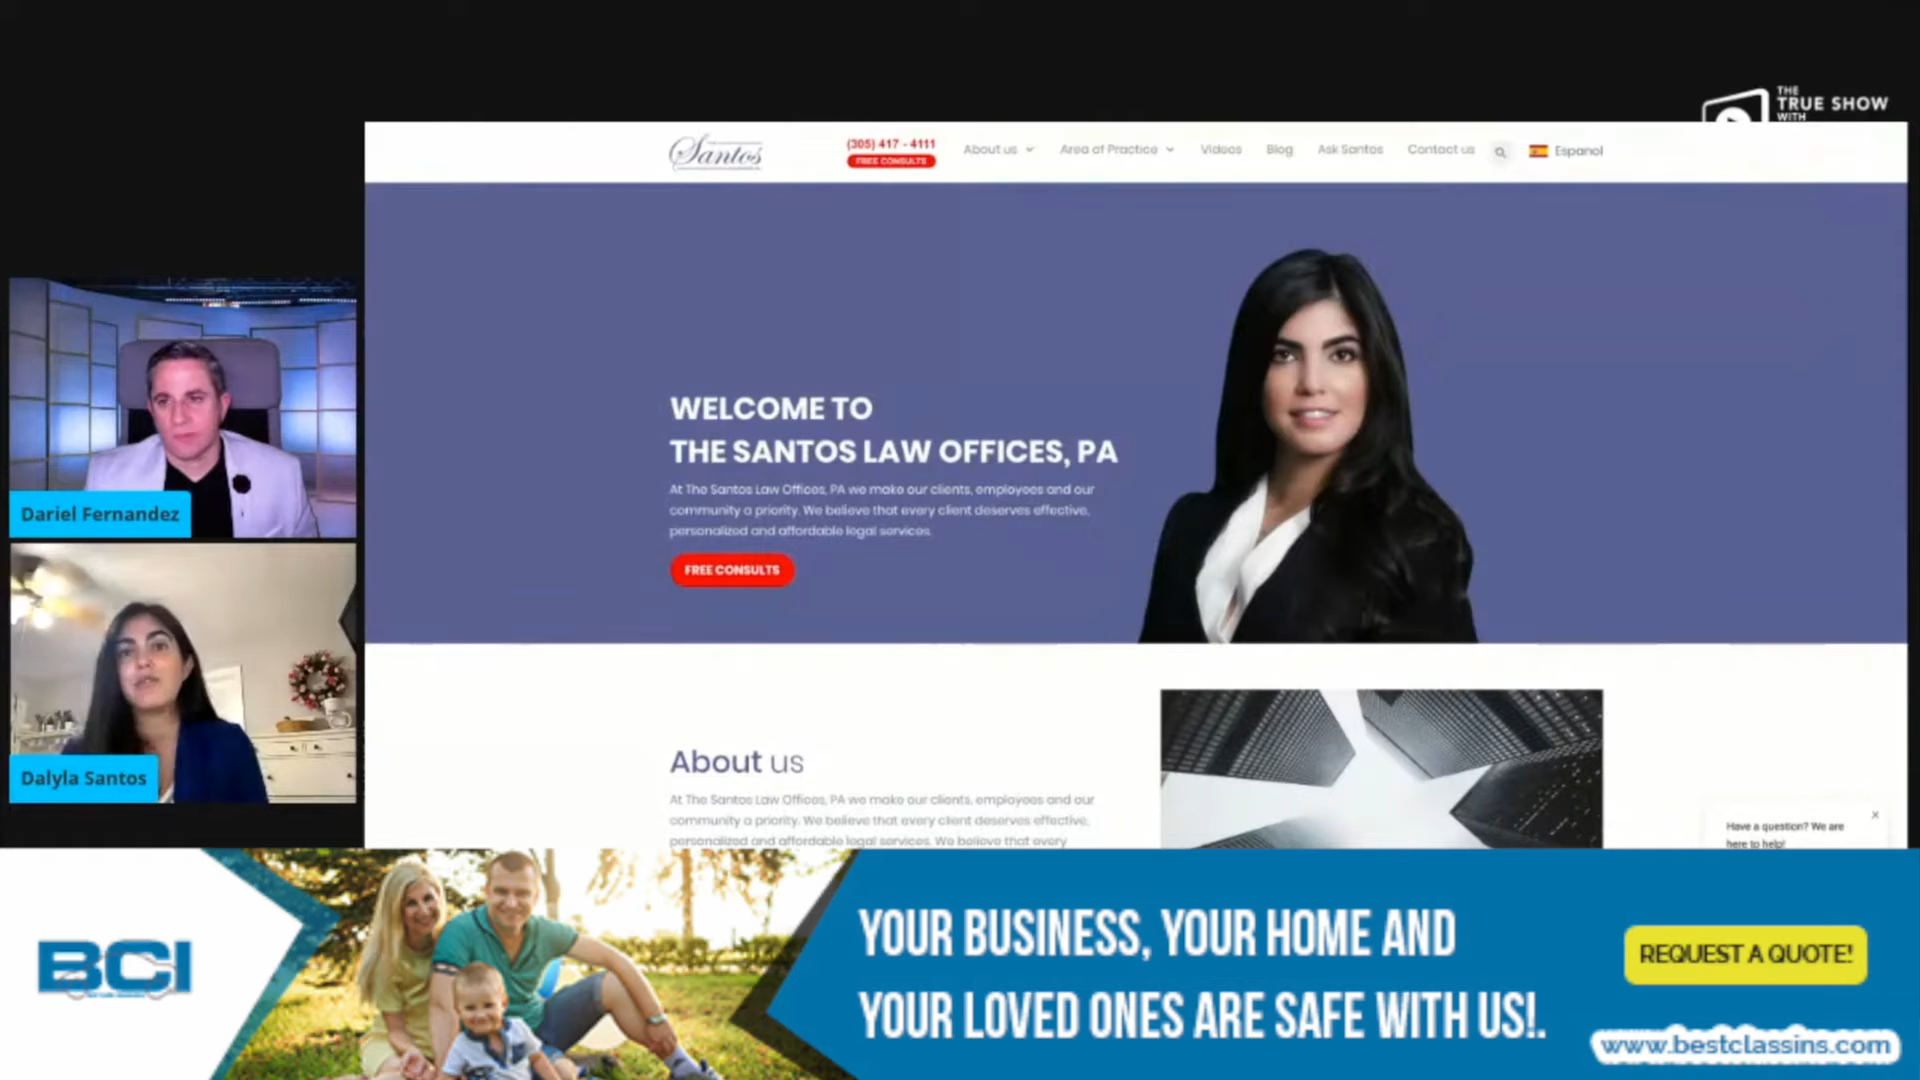 THE
TRUE SHOW
WITH
Santos
(305) 417 - 4111
FREE CONSULTS
About us
Area of Practice
Videos
Blog
Ask Santos
Contact us
Espanol
WELCOME TO
THE SANTOS LAW OFFICES, PA
At The Santos Law Offices, PA we make our clients, employees and our
community a priority. We believe that every client deserves effective,
personalized and affordable legal services.
FREE CONSULTS
Dariel Fernandez
Dalyla Santos
About us
At The Santos Law Offices, PA we make our clients, employees and our
community a priority. We believe that every client deserves effective,
personalized and affordable legal services. We believe that every
Have a question? We are
here to help!
BCI
YOUR BUSINESS, YOUR HOME AND
YOUR LOVED ONES ARE SAFE WITH US!.
REQUEST A QUOTE!
www.bestclassins.com